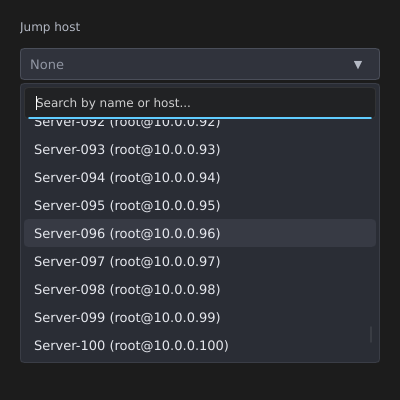 Jump host
None
Search by name or host...
Server-092 (root@10.0.0.92)
Server-093 (root@10.0.0.93)
Server-094 (root@10.0.0.94)
Server-095 (root@10.0.0.95)
Server-096 (root@10.0.0.96)
Server-097 (root@10.0.0.97)
Server-098 (root@10.0.0.98)
Server-099 (root@10.0.0.99)
Server-100 (root@10.0.0.100)